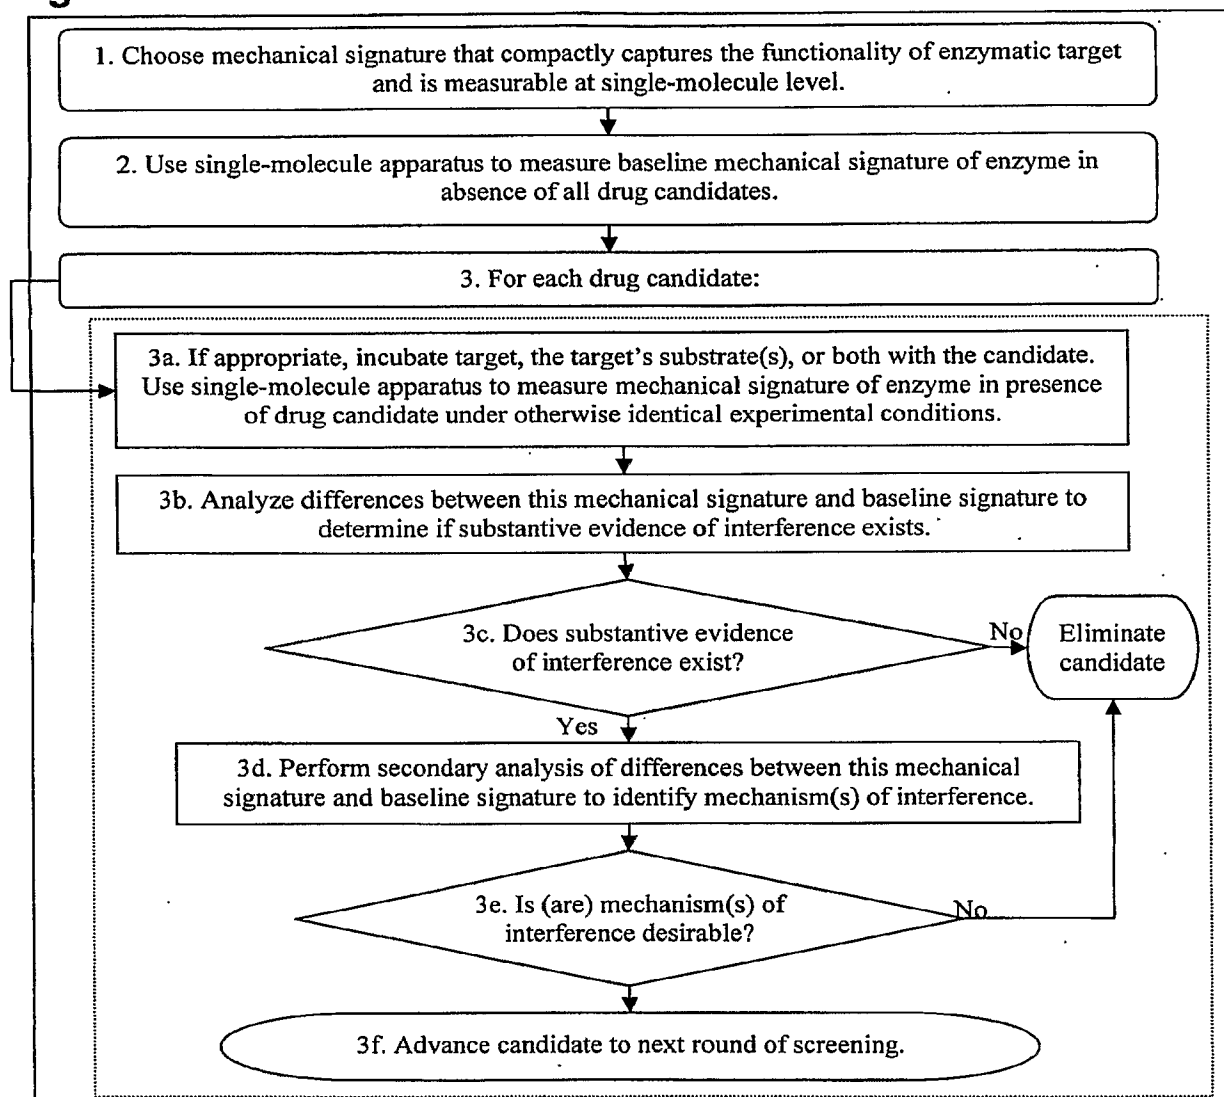 1. Choose mechanical signature that compactly captures the functionality of enzymatic target
and is measurable at single-molecule level.
2. Use single-molecule apparatus to measure baseline mechanical signature of enzyme in
absence of all drug candidates.
3. For each drug candidate:
3a. If appropriate, incubate target, the target's substrate(s), or both with the candidate.
Use single-molecule apparatus to measure mechanical signature of enzyme in presence
of drug candidate under otherwise identical experimental conditions.
3b. Analyze differences between this mechanical signature and baseline signature to
determine if substantive evidence of interference exists.
3c. Does substantive evidence
of interference exist?
No
Eliminate
candidate
Yes
3d. Perform secondary analysis of differences between this mechanical
signature and baseline signature to identify mechanism(s) of interference.
3e. Is (are) mechanism(s) of
interference desirable?
No
3f. Advance candidate to next round of screening.